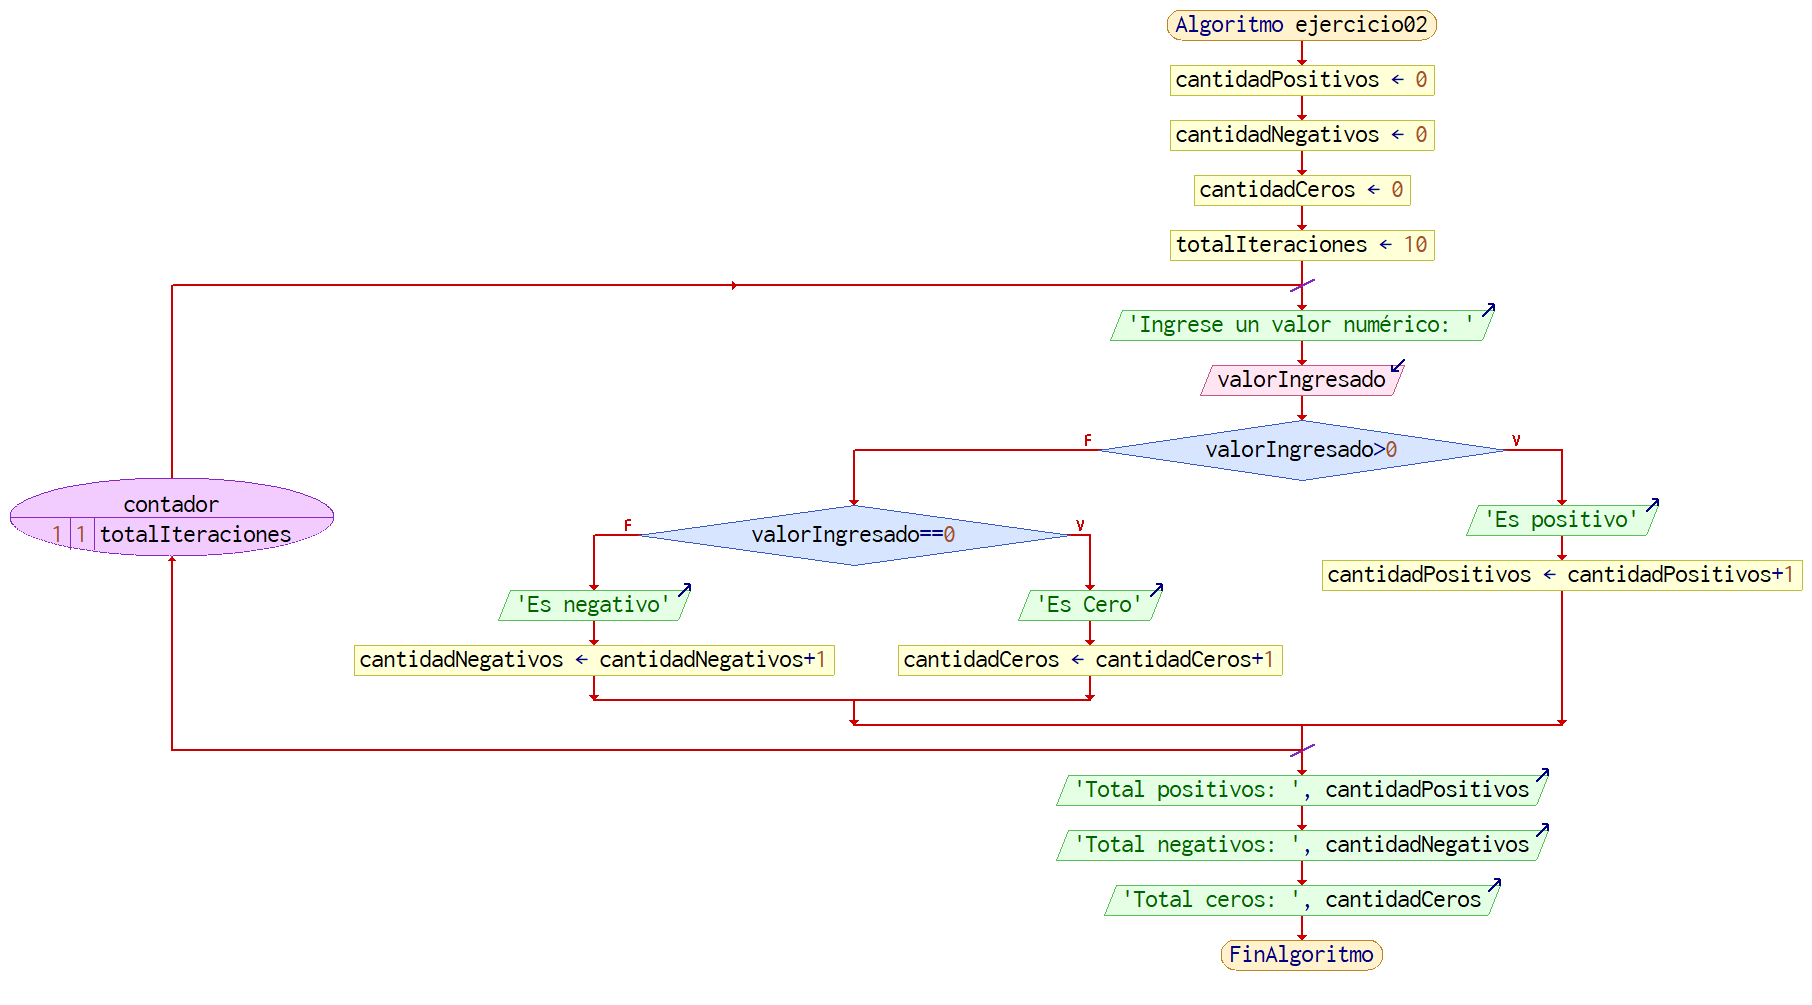 Algoritmo ejercicio02
cantidadPositivos ← 0
cantidadNegativos ← 0
cantidadCeros ← 0
totalIteraciones ← 10
'Ingrese un valor numérico: '
valorIngresado
F
valorIngresado>0
V
contador
1 1 totalIteraciones
F
valorIngresado==0
V
'Es positivo'
cantidadPositivos ← cantidadPositivos+1
'Es negativo'
'Es Cero'
cantidadNegativos ← cantidadNegativos+1
cantidadCeros ← cantidadCeros+1
'Total positivos: ', cantidadPositivos
'Total negativos: ', cantidadNegativos
'Total ceros: ', cantidadCeros
FinAlgoritmo